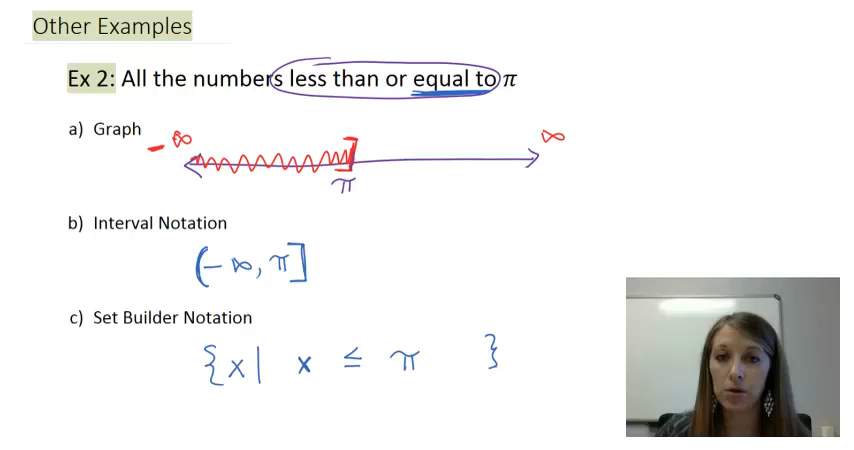 Other Examples
Ex 2: All the numbers less than or equal to π
a) Graph
-∞ ∞
π
b) Interval Notation
(-∞, π]
c) Set Builder Notation
{x| x ≤ π }